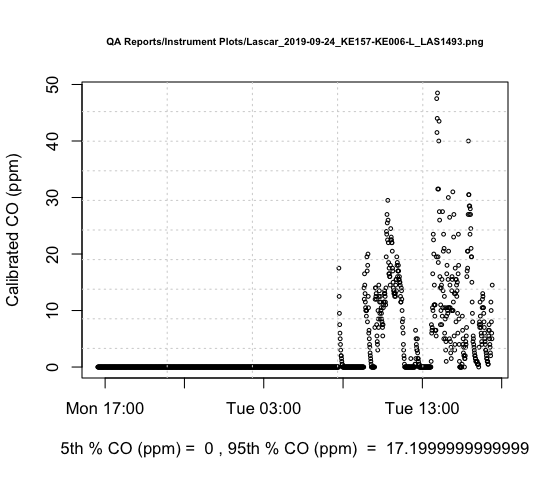 QA Reports/Instrument Plots/Lascar_2019-09-24_KE157-KE006-L_LAS1493.png
Calibrated CO (ppm)
50
40
30
20
10
0
Mon 17:00 Tue 03:00 Tue 13:00
5th % CO (ppm) = 0 , 95th % CO (ppm) = 17.1999999999999